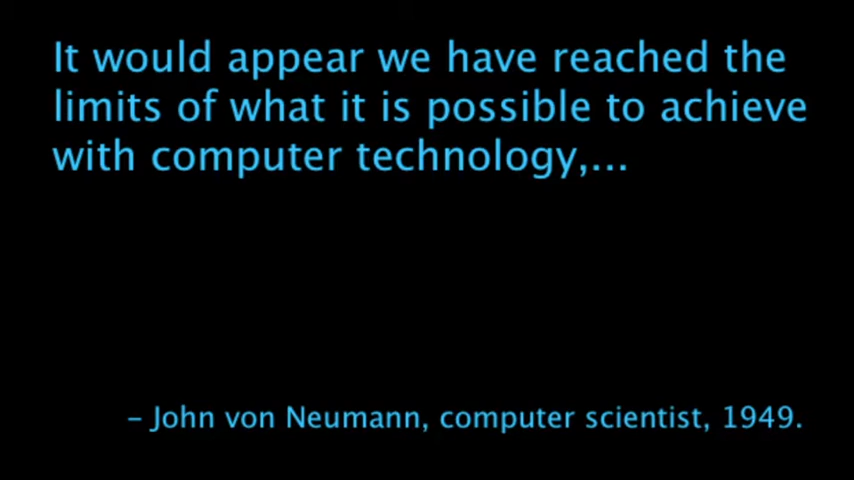 It would appear we have reached the
limits of what it is possible to achieve
with computer technology,...
– John von Neumann, computer scientist, 1949.